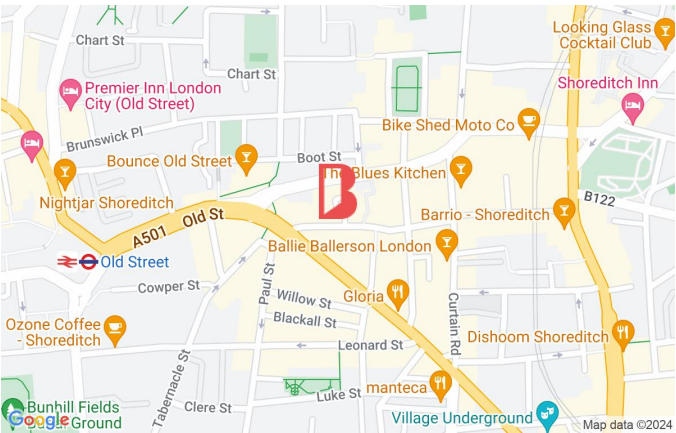 Looking Glass
Cocktail Club
Chart St
Chart St
Premier Inn London
City (Old Street)
Shoreditch Inn
Bike Shed Moto Co
Brunswick Pl
Boot St
Bounce Old Street
The Blues Kitchen
Nightjar Shoreditch
B122
Barrio - Shoreditch
A501 Old St
Ballie Ballerson London
Old Street
Paul St
Cowper St
Willow St
Gloria
Curtain Rd
Blackall St
Ozone Coffee
- Shoreditch
Leonard St
Dishoom Shoreditch
Tabernacle St
Luke St
manteca
Clere St
Bunhill Fields
Ground
Village Underground
Google
Map data ©2024